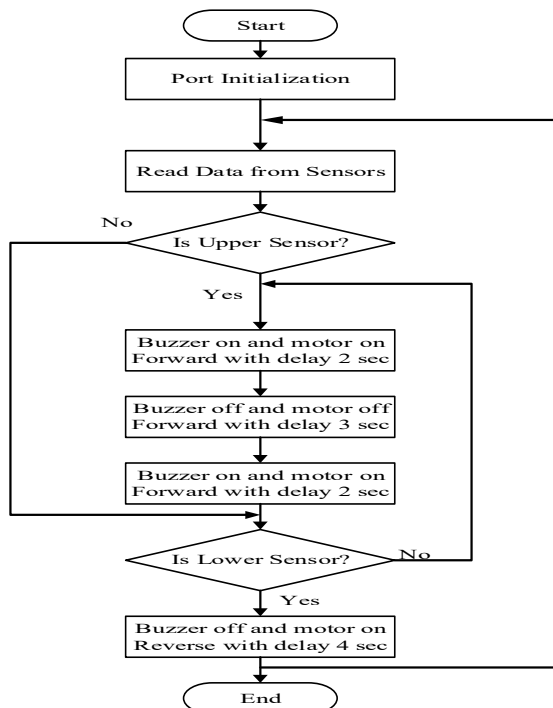 Start
Port Initialization
Read Data from Sensors
No
Is Upper Sensor?
Yes
Buzzer on and motor on
Forward with delay 2 sec
Buzzer off and motor off
Forward with delay 3 sec
Buzzer on and motor on
Forward with delay 2 sec
Is Lower Sensor?
No
Yes
Buzzer off and motor on
Reverse with delay 4 sec
End